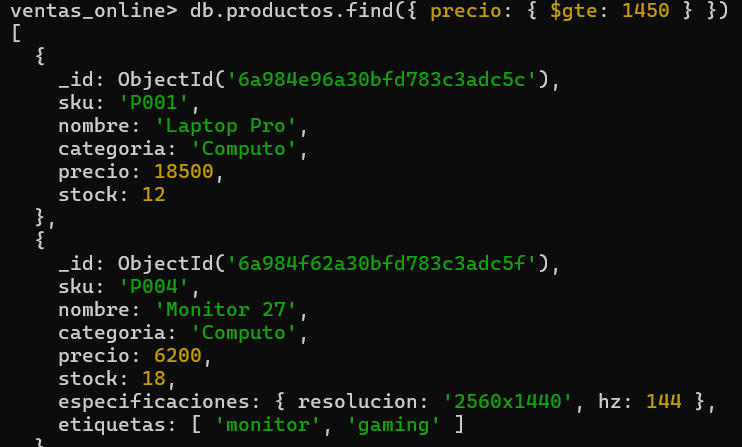 ventas_online> db.productos.find({ precio: { $gte: 1450 } })
[
  {
    _id: ObjectId('6a984e96a30bfd783c3adc5c'),
    sku: 'P001',
    nombre: 'Laptop Pro',
    categoria: 'Computo',
    precio: 18500,
    stock: 12
  },
  {
    _id: ObjectId('6a984f62a30bfd783c3adc5f'),
    sku: 'P004',
    nombre: 'Monitor 27',
    categoria: 'Computo',
    precio: 6200,
    stock: 18,
    especificaciones: { resolucion: '2560x1440', hz: 144 },
    etiquetas: [ 'monitor', 'gaming' ]
  }